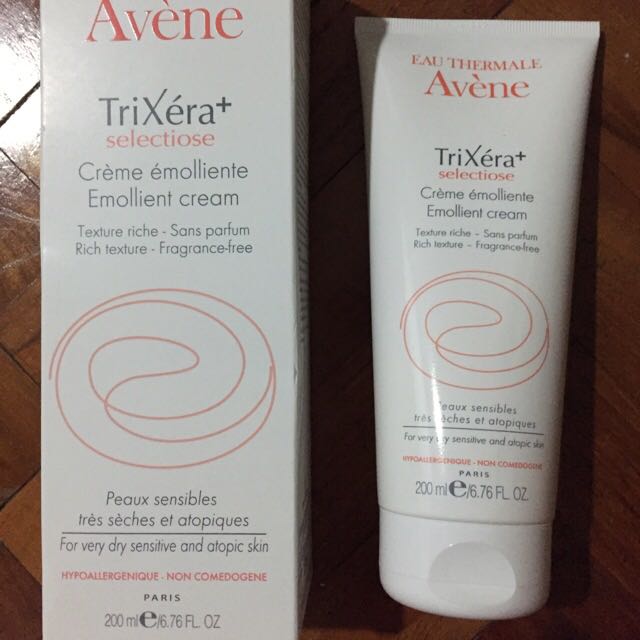 Avène
TriXéra+
selectiose
Crème émolliente
Emollient cream
Texture riche - Sans parfum
Rich texture - Fragrance-free
Peaux sensibles
très sèches et atopiques
For very dry sensitive and atopic skin
HYPOALLERGENIQUE - NON COMEDOGENE
PARIS
200 ml e/6.76 FL. OZ.
EAU THERMALE
Avène
TriXéra+
selectiose
Crème émolliente
Emollient cream
Texture riche - Sans parfum
Rich texture - Fragrance-free
Peaux sensibles
très sèches et atopiques
For very dry sensitive and atopic skin
HYPOALLERGENIQUE - NON COMEDOGENE
PARIS
200 ml e/6.76 FL. OZ.